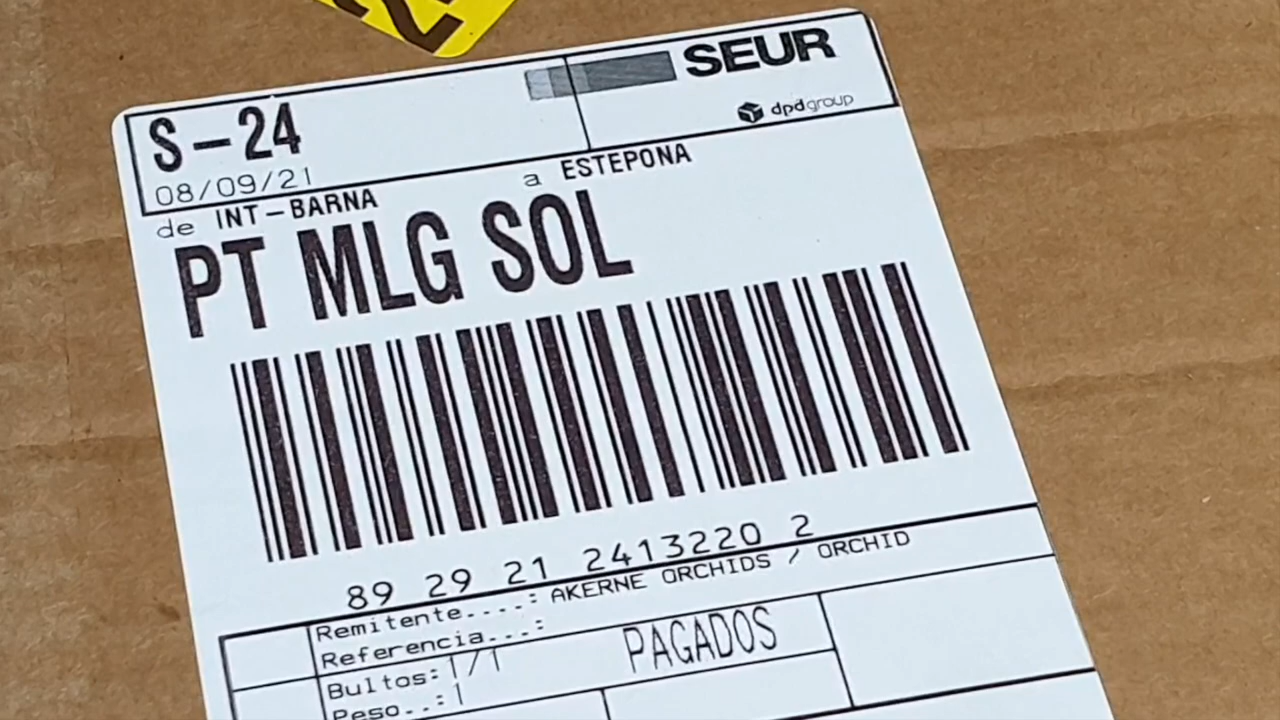 SEUR
dpdgroup
S-24
08/09/21
de INT-BARNA a ESTEPONA
PT MLG SOL
89 29 21 2413220 2
Remitente....: AKERNE ORCHIDS / ORCHID
Referencia...:
Bultos: 1/1 PAGADOS
Peso..: 1